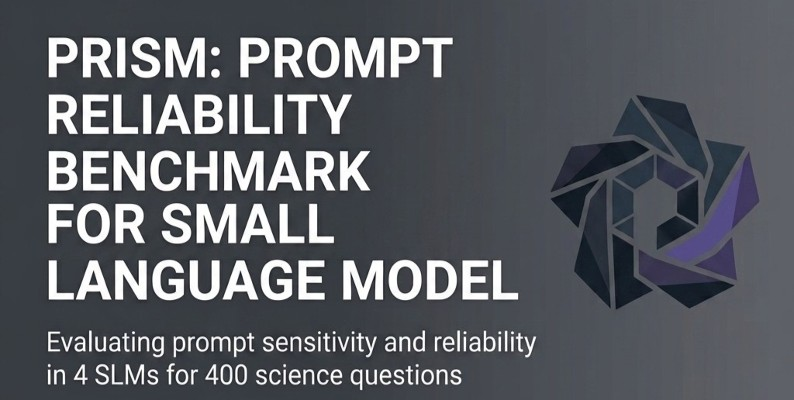 PRISM: PROMPT
RELIABILITY
BENCHMARK
FOR SMALL
LANGUAGE MODEL
Evaluating prompt sensitivity and reliability
in 4 SLMs for 400 science questions